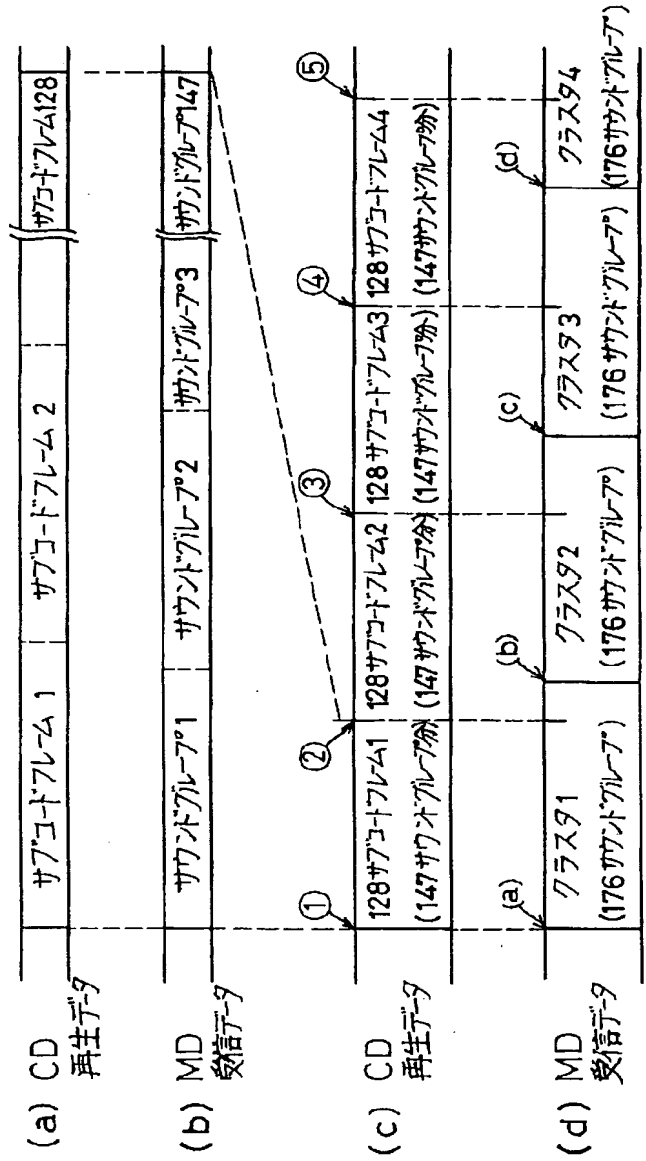 (a) CD
再生データ
サブコードフレーム 1
サブコードフレーム 2
サブコードフレーム128
(b) MD
受信データ
サウンドグループ1
サウンドグループ2
サウンドグループ3
サウンドグループ147
(c) CD
再生データ
①
②
③
④
⑤
128サブコードフレーム1
(147サウンドグループ分)
128サブコードフレーム2
(147サウンドグループ分)
128サブコードフレーム3
(147サウンドグループ分)
128サブコードフレーム4
(147サウンドグループ分)
(d) MD
受信データ
(a)
(b)
(c)
(d)
クラスタ1
(176サウンドグループ)
クラスタ2
(176サウンドグループ)
クラスタ3
(176サウンドグループ)
クラスタ4
(176サウンドグループ)